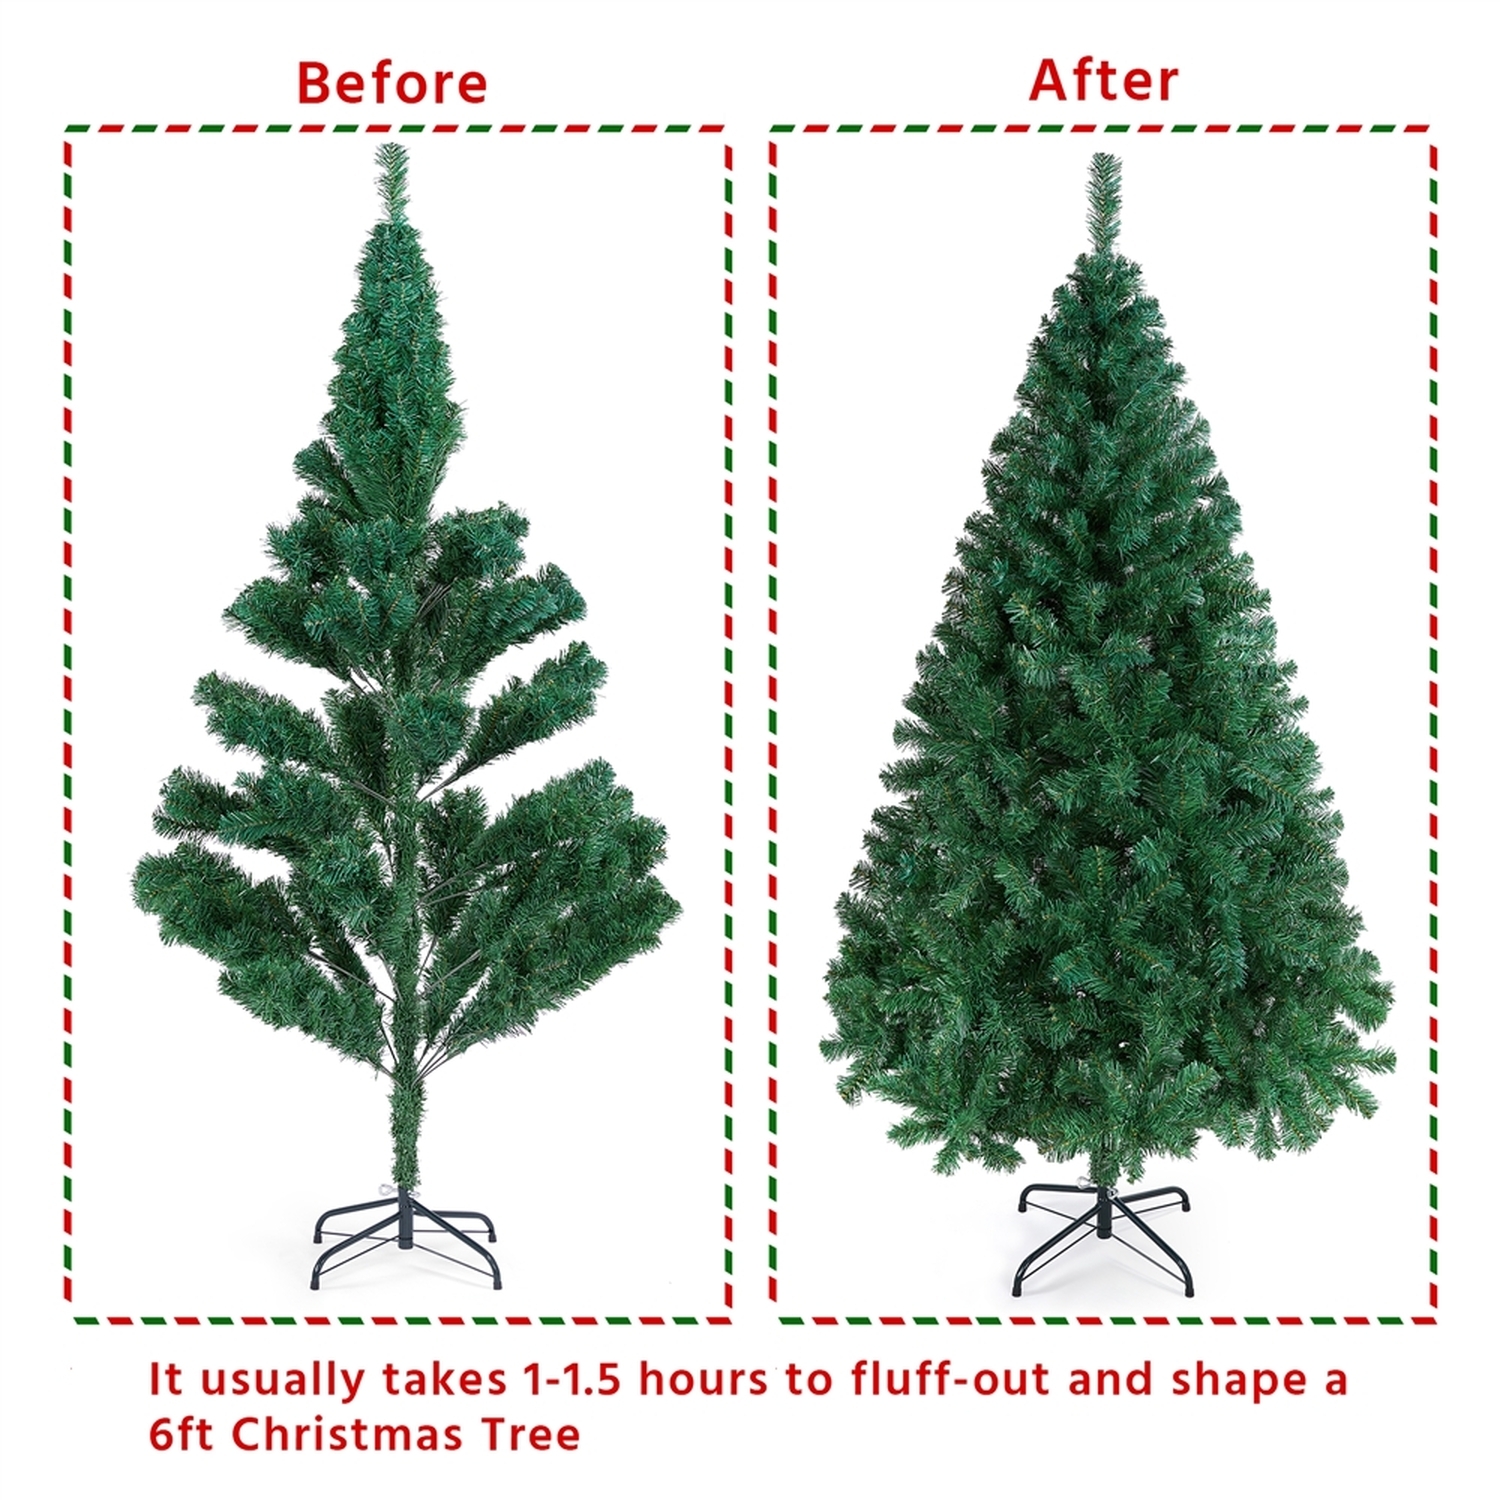 Before
After
It usually takes 1-1.5 hours to fluff-out and shape a
6ft Christmas Tree